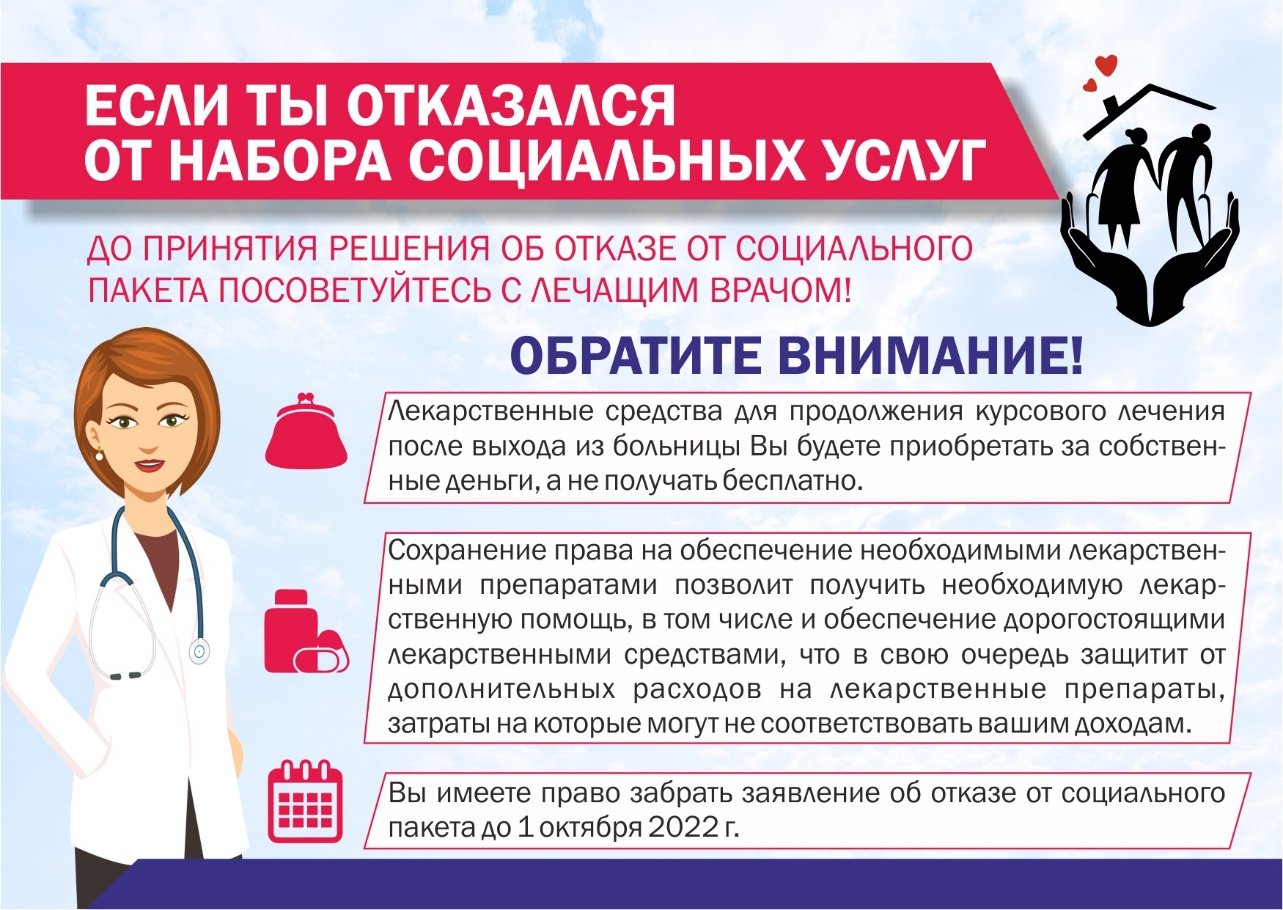 ЕСЛИ ТЫ ОТКАЗАЛСЯ
ОТ НАБОРА СОЦИАЛЬНЫХ УСЛУГ
ДО ПРИНЯТИЯ РЕШЕНИЯ ОБ ОТКАЗЕ ОТ СОЦИАЛЬНОГО
ПАКЕТА ПОСОВЕТУЙТЕСЬ С ЛЕЧАЩИМ ВРАЧОМ!
ОБРАТИТЕ ВНИМАНИЕ!
Лекарственные средства для продолжения курсового лечения
после выхода из больницы Вы будете приобретать за собствен-
ные деньги, а не получать бесплатно.
Сохранение права на обеспечение необходимыми лекарствен-
ными препаратами позволит получить необходимую лекар-
ственную помощь, в том числе и обеспечение дорогостоящими
лекарственными средствами, что в свою очередь защитит от
дополнительных расходов на лекарственные препараты,
затраты на которые могут не соответствовать вашим доходам.
Вы имеете право забрать заявление об отказе от социального
пакета до 1 октября 2022 г.